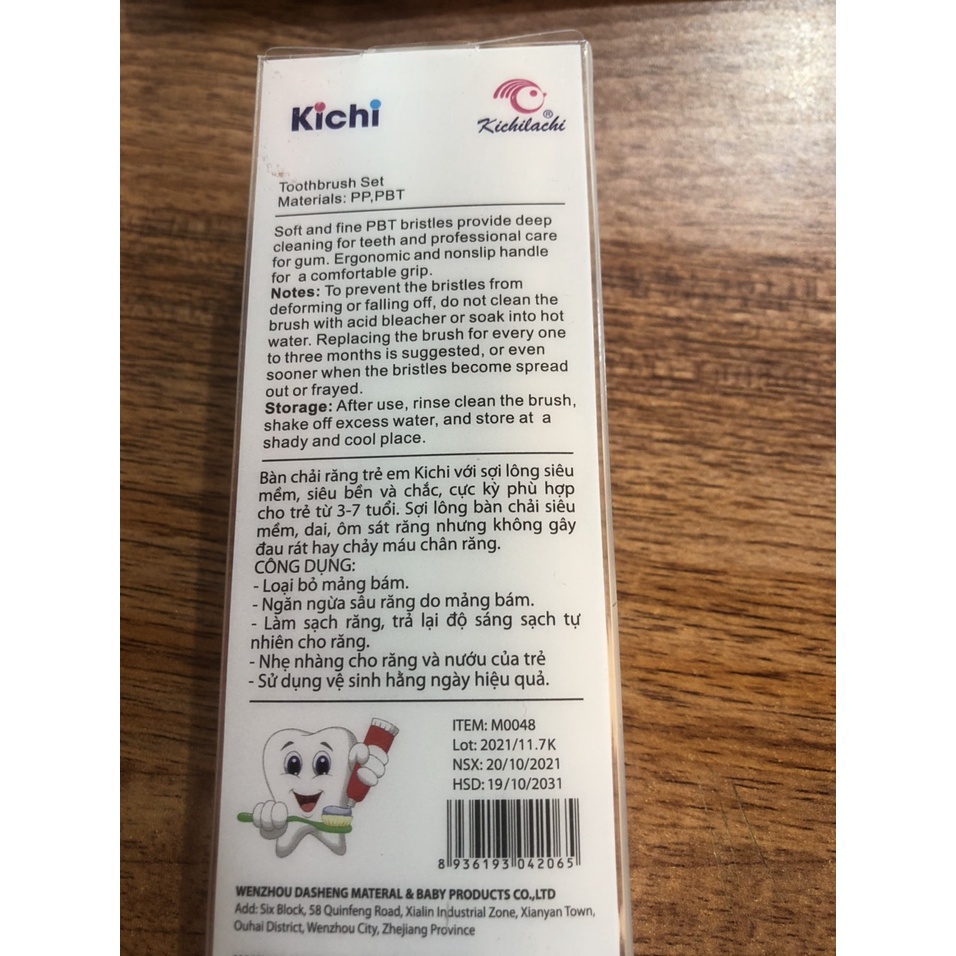 Kichi
Kichilachi®
Toothbrush Set
Materials: PP,PBT
Soft and fine PBT bristles provide deep
cleaning for teeth and professional care
for gum. Ergonomic and nonslip handle
for a comfortable grip.
Notes: To prevent the bristles from
deforming or falling off, do not clean the
brush with acid bleacher or soak into hot
water. Replacing the brush for every one
to three months is suggested, or even
sooner when the bristles become spread
out or frayed.
Storage: After use, rinse clean the brush,
shake off excess water, and store at a
shady and cool place.
Bàn chải răng trẻ em Kichi với sợi lông siêu
mềm, siêu bền và chắc, cực kỳ phù hợp
cho trẻ từ 3-7 tuổi. Sợi lông bàn chải siêu
mềm, dai, ôm sát răng nhưng không gây
đau rát hay chảy máu chân răng.
CÔNG DỤNG:
- Loại bỏ mảng bám.
- Ngăn ngừa sâu răng do mảng bám.
- Làm sạch răng, trả lại độ sáng sạch tự
nhiên cho răng.
- Nhẹ nhàng cho răng và nướu của trẻ
- Sử dụng vệ sinh hằng ngày hiệu quả.
ITEM: M0048
Lot: 2021/11.7K
NSX: 20/10/2021
HSD: 19/10/2031
8 936193 042065
WENZHOU DASHENG MATERAL & BABY PRODUCTS CO.,LTD
Add: Six Block, 58 Quinfeng Road, Xialin Industrial Zone, Xianyan Town,
Ouhai District, Wenzhou City, Zhejiang Province